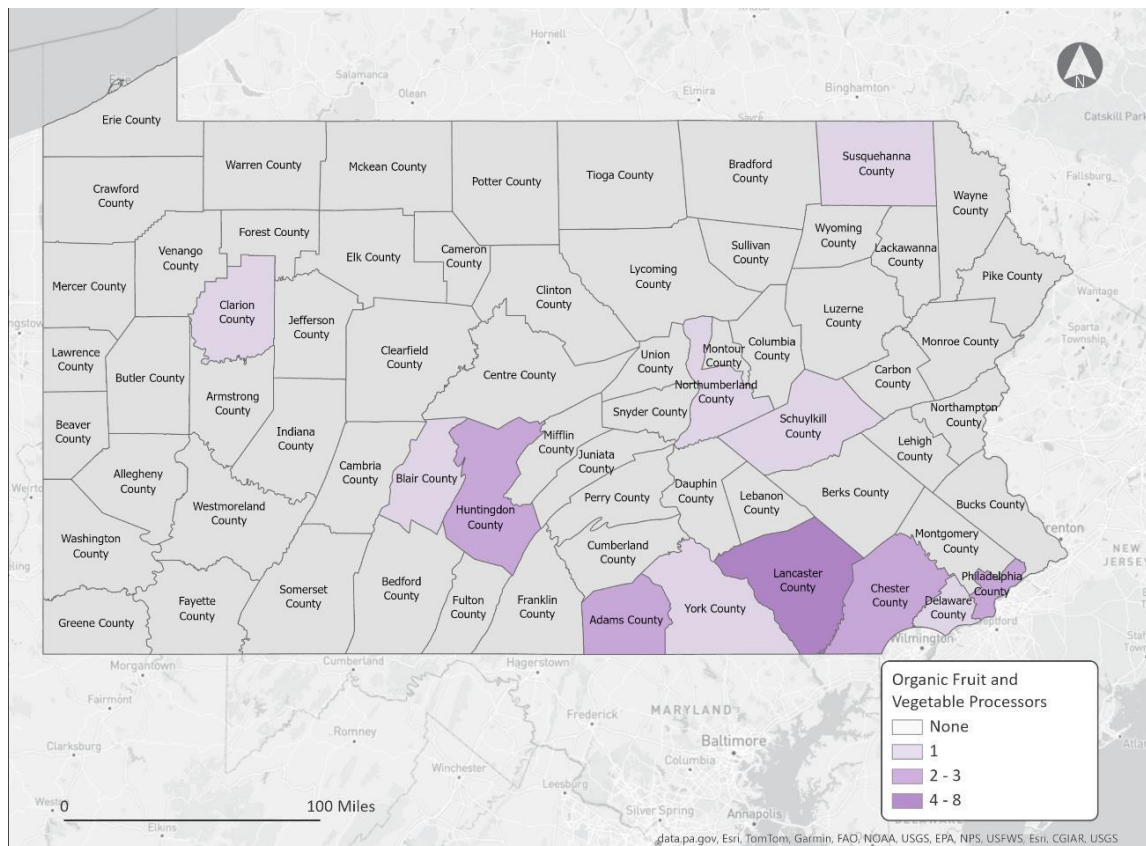 Hornell
Salamanca
Olean
Elmira
Sayre
Binghamton
Catskill Park
Erie
Erie County
Warren County
Mckean County
Potter County
Tioga County
Bradford
County
Susquehanna
County
Crawford
County
Wayne
County
Fallsburg
Forest County
Venango
County
Elk County
Cameron
County
Sullivan
County
Wyoming
County
Lackawanna
County
Mercer County
Clarion
County
Jefferson
County
Clinton
County
Lycoming
County
Luzerne
County
Pike County
Wantage
Lawrence
County
Butler County
Clearfield
County
Centre County
Union
County
Montour
County
Columbia
County
Carbon
County
Monroe County
Sparta
Township
Beaver
County
Armstrong
County
Indiana
County
Snyder County
Northumberland
County
Schuylkill
County
Lehigh
County
Northampton
County
Allegheny
County
Westmoreland
County
Cambria
County
Blair County
Huntingdon
County
Mifflin
County
Juniata
County
Perry County
Dauphin
County
Lebanon
County
Berks County
Bucks County
Washington
County
Greene County
Fayette
County
Somerset
County
Bedford
County
Fulton
County
Franklin
County
Cumberland
County
Adams County
York County
Lancaster
County
Chester
County
Montgomery
County
Philadelphia
County
Delaware
County
NEW
JERSEY
Wilmington
Morgantown
Fairmont
Clarksburg
Elkins
Cumberland
Romney
Hagerstown
Winchester
Leesburg
Frederick
MARYLAND
Baltimore
Columbia
Silver Spring
Annapolis
Organic Fruit and
Vegetable Processors
None
1
2 - 3
4 - 8
0
100 Miles
data.pa.gov, Esri, TomTom, Garmin, FAO, NOAA, USGS, EPA, NPS, USFWS, Esri, CGIAR, USGS